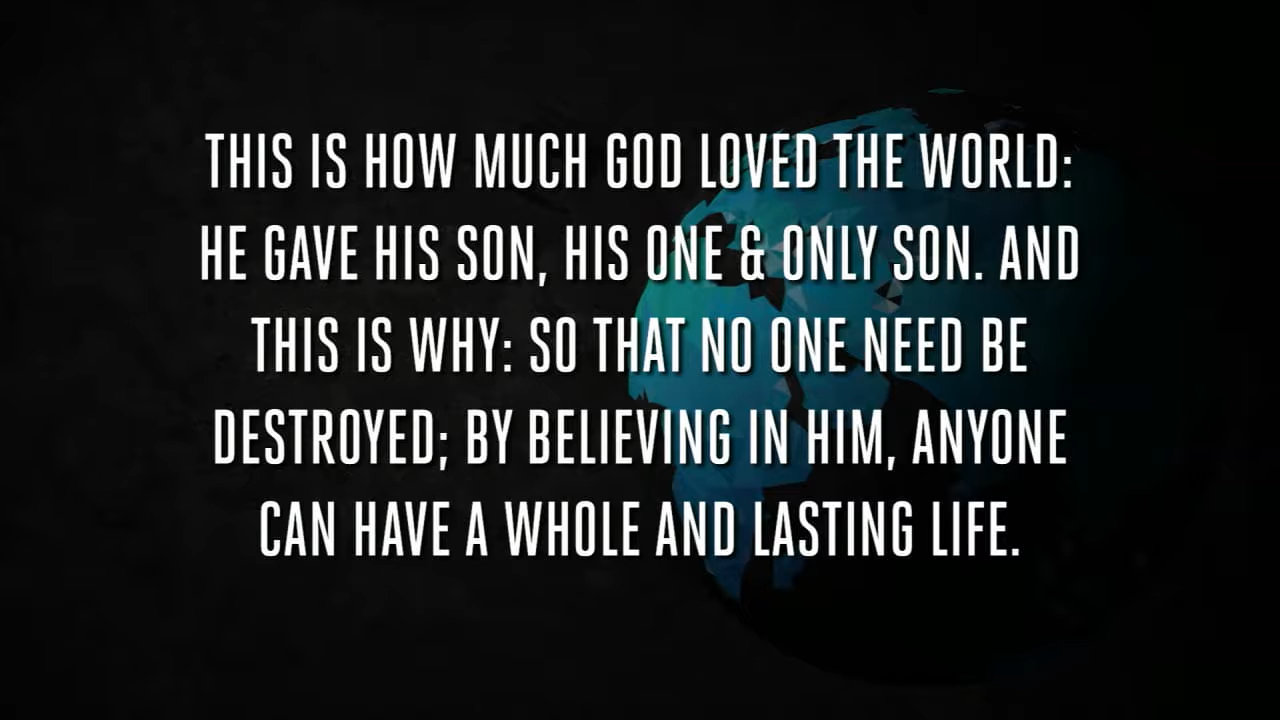 THIS IS HOW MUCH GOD LOVED THE WORLD:
HE GAVE HIS SON, HIS ONE & ONLY SON. AND
THIS IS WHY: SO THAT NO ONE NEED BE
DESTROYED; BY BELIEVING IN HIM, ANYONE
CAN HAVE A WHOLE AND LASTING LIFE.